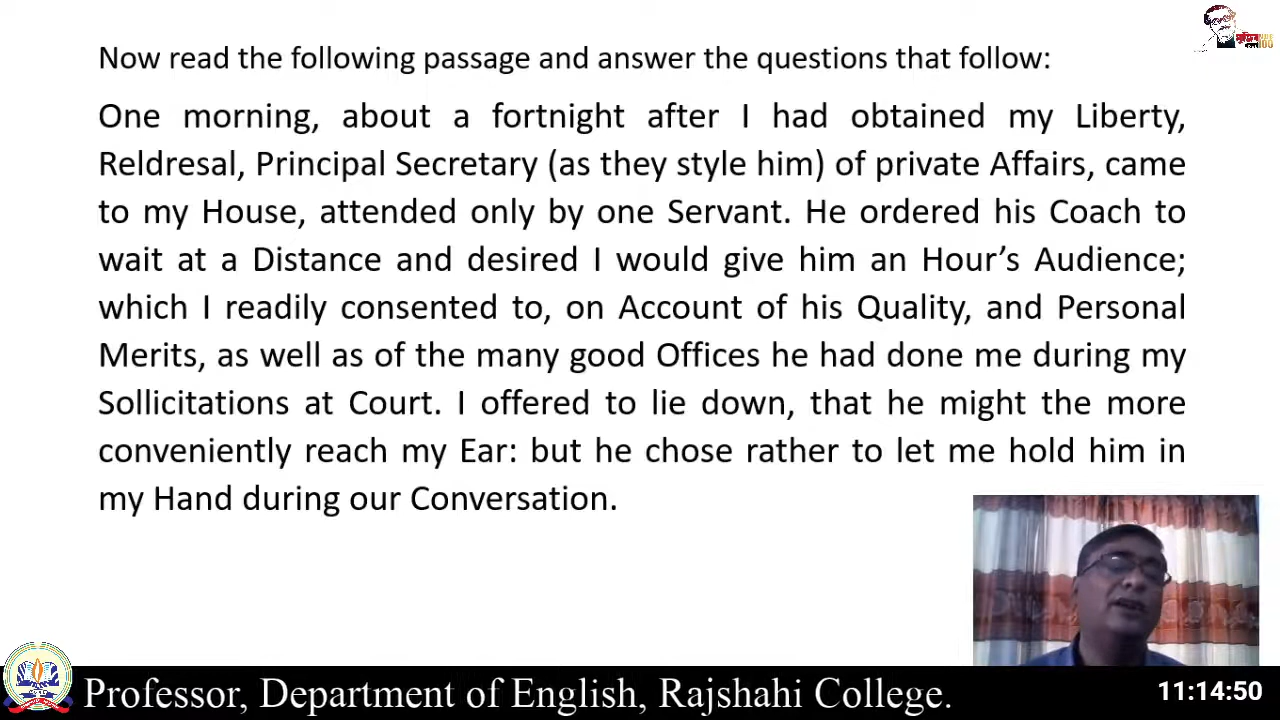 Now read the following passage and answer the questions that follow:
One morning, about a fortnight after I had obtained my Liberty,
Reldresal, Principal Secretary (as they style him) of private Affairs, came
to my House, attended only by one Servant. He ordered his Coach to
wait at a Distance and desired I would give him an Hour’s Audience;
which I readily consented to, on Account of his Quality, and Personal
Merits, as well as of the many good Offices he had done me during my
Sollicitations at Court. I offered to lie down, that he might the more
conveniently reach my Ear: but he chose rather to let me hold him in
my Hand during our Conversation.
Professor, Department of English, Rajshahi College.
11:14:50